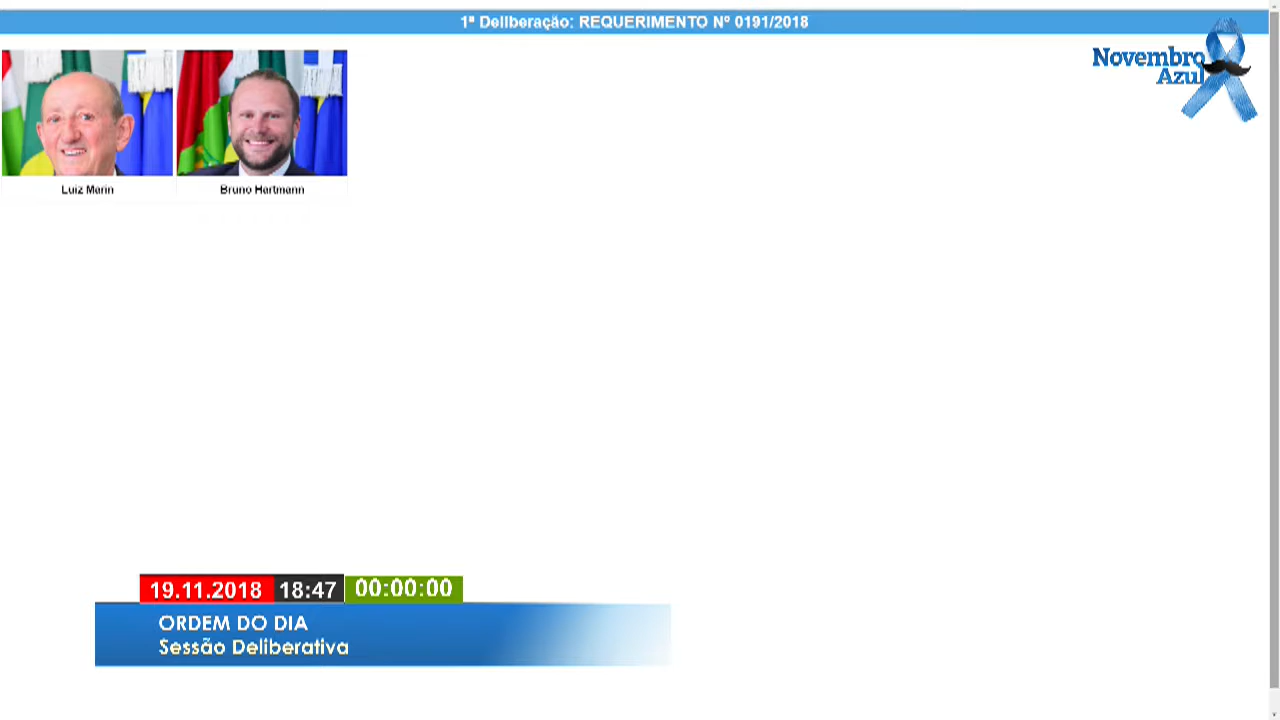 1ª Deliberação: REQUERIMENTO Nº 0191/2018
Novembro
Azul
Luiz Marin
Bruno Hartmann
19.11.2018 18:47 00:00:00
ORDEM DO DIA
Sessão Deliberativa